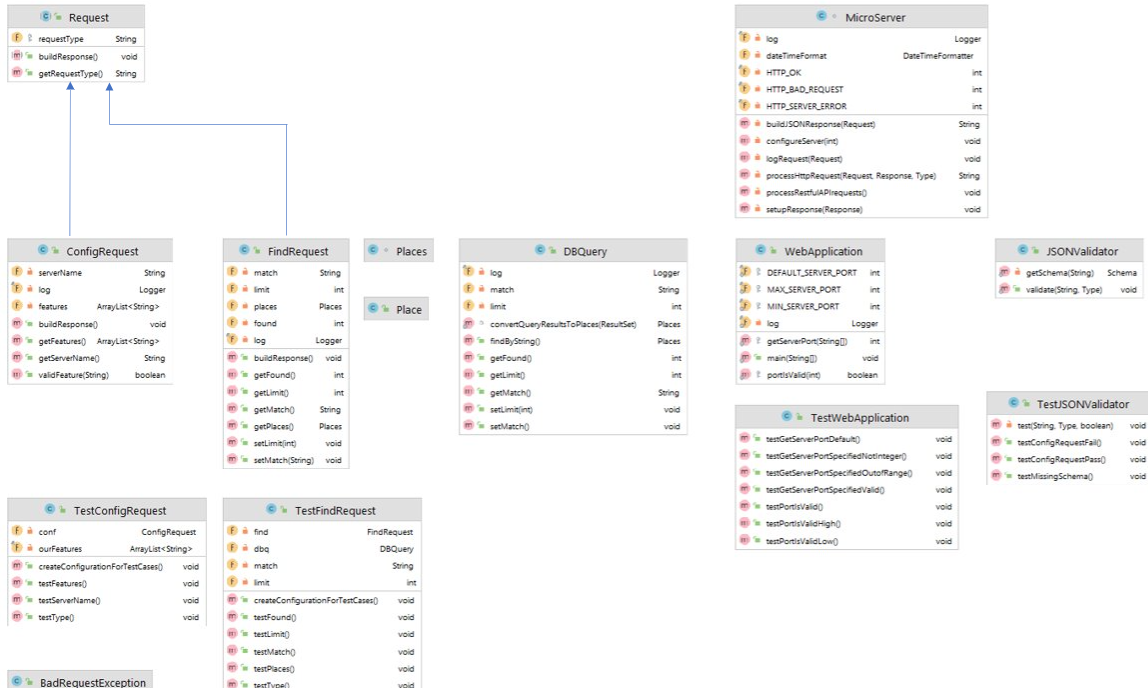 Request
requestType String
buildResponse() void
getRequestType() String
MicroServer
log Logger
dateTimeFormat DateTimeFormatter
HTTP_OK int
HTTP_BAD_REQUEST int
HTTP_SERVER_ERROR int
buildJSONResponse(Request) String
configureServer(int) void
logRequest(Request) void
processHttpRequest(Request, Response, Type) String
processRestfulAPIrequests() void
setupResponse(Response) void
ConfigRequest
serverName String
log Logger
features ArrayList<String>
buildResponse() void
getFeatures() ArrayList<String>
getServerName() String
validFeature(String) boolean
FindRequest
match String
limit int
places Places
found int
log Logger
buildResponse() void
getFound() int
getLimit() int
getMatch() String
getPlaces() Places
setLimit(int) void
setMatch(String) void
Places
Place
DBQuery
log Logger
match String
limit int
convertQueryResultsToPlaces(ResultSet) Places
findByString() Places
getFound() int
getLimit() int
getMatch() String
setLimit(int) void
setMatch() void
WebApplication
DEFAULT_SERVER_PORT int
MAX_SERVER_PORT int
MIN_SERVER_PORT int
log Logger
getServerPort(String[]) int
main(String[]) void
portIsValid(int) boolean
JSONValidator
getSchema(String) Schema
validate(String, Type) void
TestWebApplication
testGetServerPortDefault() void
testGetServerPortSpecifiedNotInteger() void
testGetServerPortSpecifiedOutofRange() void
testGetServerPortSpecifiedValid() void
testPortIsValid() void
testPortIsValidHigh() void
testPortIsValidLow() void
TestJSONValidator
test(String, Type, boolean) void
testConfigRequestFail() void
testConfigRequestPass() void
testMissingSchema() void
TestConfigRequest
conf ConfigRequest
ourFeatures ArrayList<String>
createConfigurationForTestCases() void
testFeatures() void
testServerName() void
testType() void
TestFindRequest
find FindRequest
dbq DBQuery
match String
limit int
createConfigurationForTestCases() void
testFound() void
testLimit() void
testMatch() void
testPlaces() void
testType() void
BadRequestException